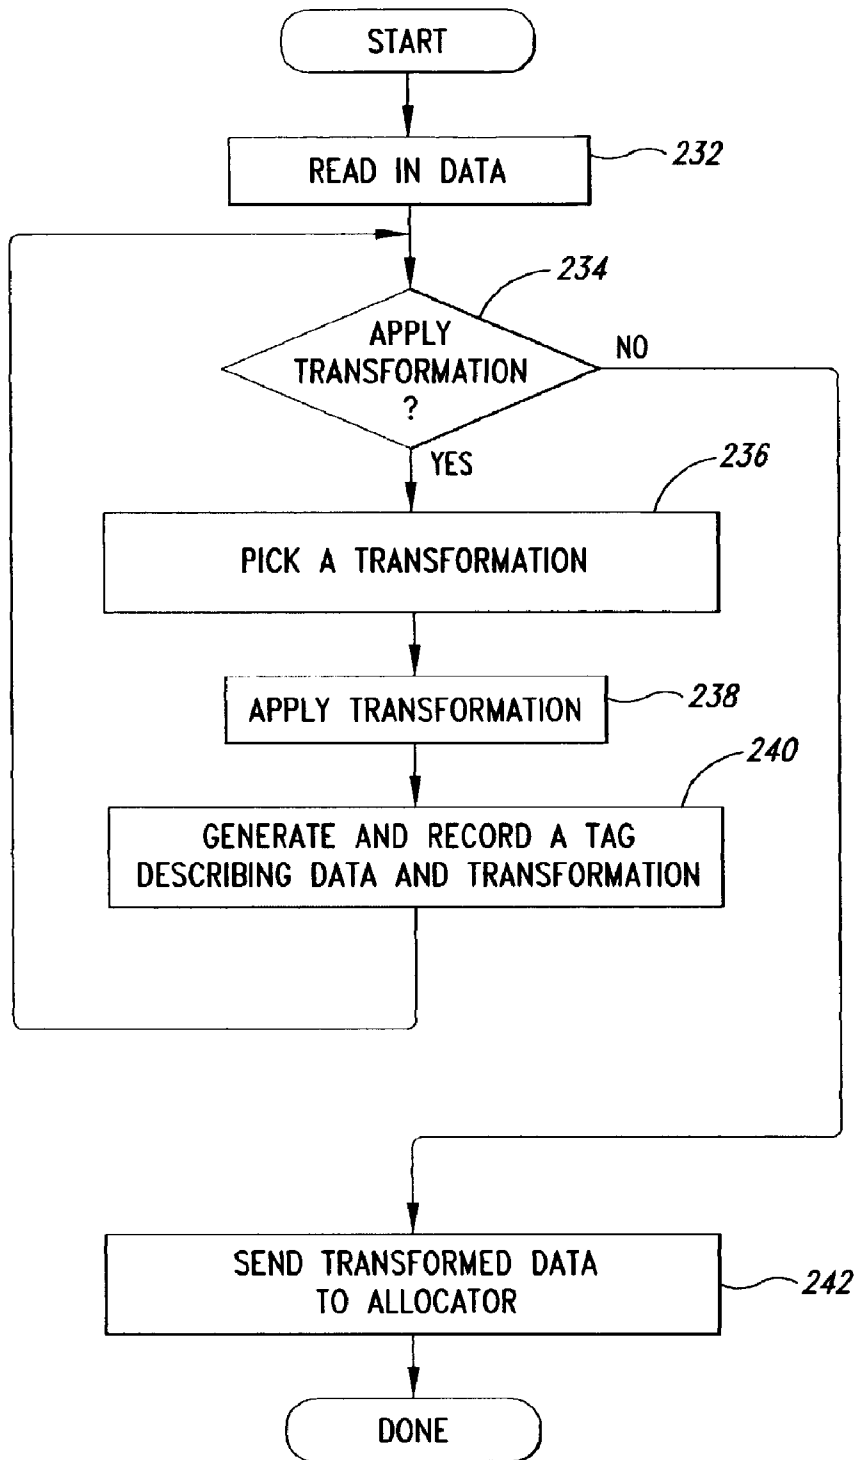 START
READ IN DATA
232
234
APPLY
TRANSFORMATION
?
NO
YES
236
PICK A TRANSFORMATION
APPLY TRANSFORMATION
238
240
GENERATE AND RECORD A TAG
DESCRIBING DATA AND TRANSFORMATION
SEND TRANSFORMED DATA
TO ALLOCATOR
242
DONE